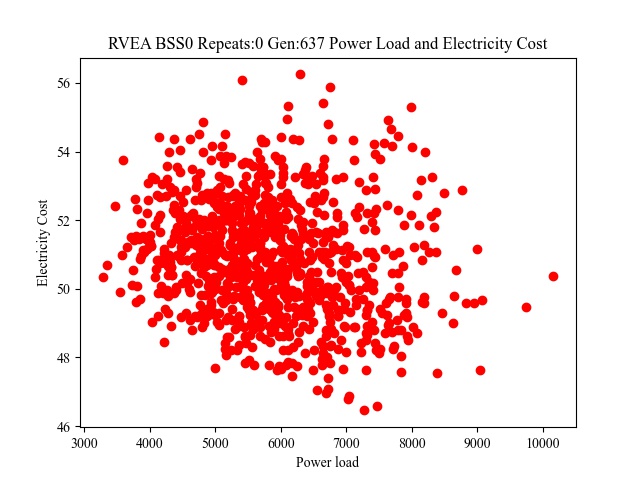 RVEA BSS0 Repeats:0 Gen:637 Power Load and Electricity Cost
56
54
52
50
48
46
Electricity Cost
3000 4000 5000 6000 7000 8000 9000 10000
Power load